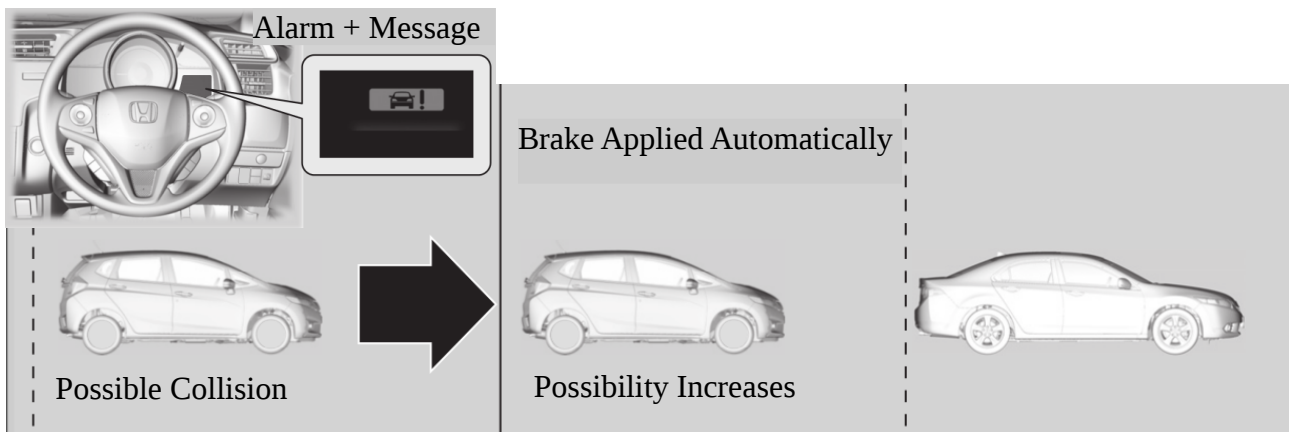 Alarm + Message
Brake Applied Automatically
Possible Collision
Possibility Increases